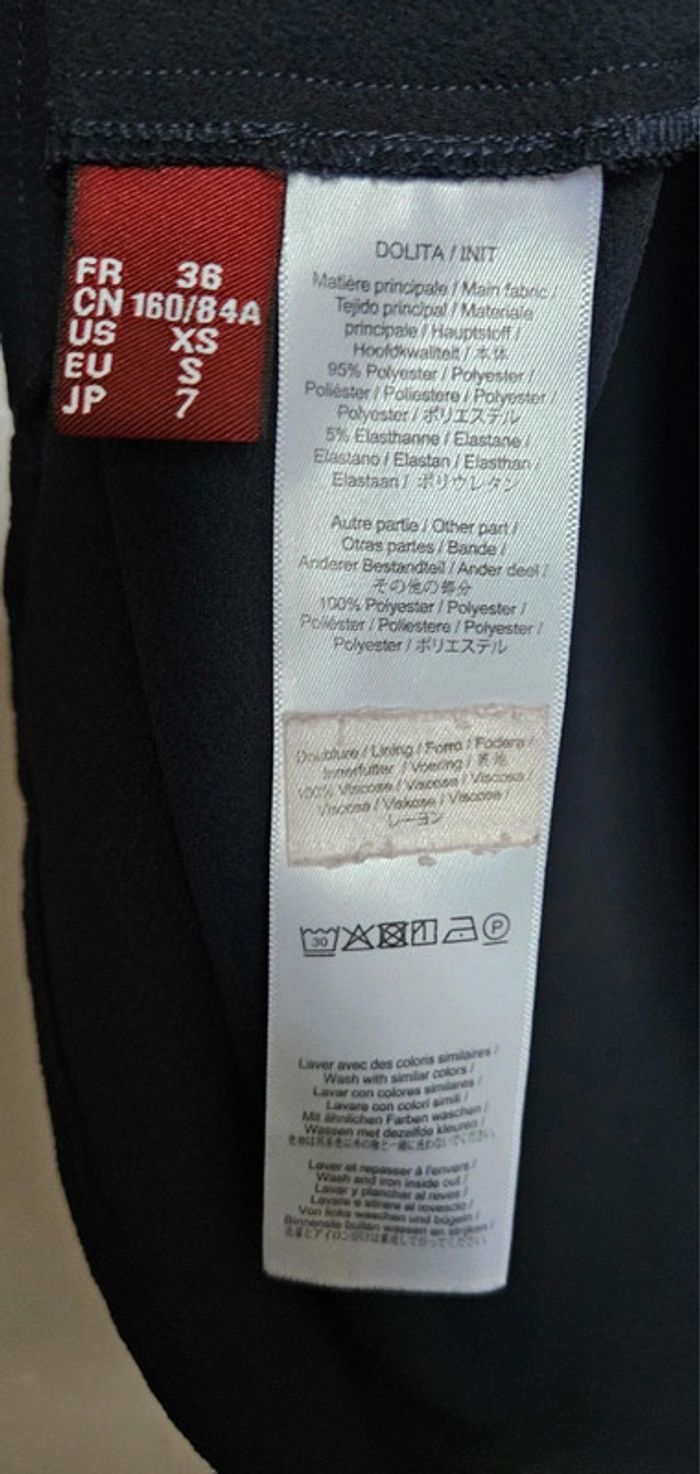 FR 36
CN 160/84A
US XS
EU S
JP 7
DOLITA / INIT
Matière principale / Main fabric /
Tejido principal / Materiale
principale / Hauptstoff /
Hoofdkwaliteit / 本体
95% Polyester / Polyester /
Poliéster / Poliestere / Polyester /
Polyester / ポリエステル
5% Elasthanne / Elastane /
Elastano / Elastan / Elasthan /
Elastaan / ポリウレタン
Autre partie / Other part /
Otras partes / Bande /
Anderer Bestandteil / Ander deel /
その他の部分
100% Polyester / Polyester /
Poliéster / Poliestere / Polyester /
Polyester / ポリエステル
Doublure / Lining / Forro / Fodera /
Innenfutter / Voering / 裏地
100% Viscose / Viscose / Viscosa /
Viscosa / Viskose / Viscose /
レーヨン
30 P
Laver avec des coloris similaires /
Wash with similar colors /
Lavar con colores similares /
Lavare con colori simili /
Mit ähnlichen Farben waschen /
Wassen met dezelfde kleuren /
Laver et repasser à l'envers /
Wash and iron inside out /
Lavar y planchar al reves /
Lavare e stirare al rovescio /
Von links waschen und bügeln /
Binnenste buiten wassen en strijken /